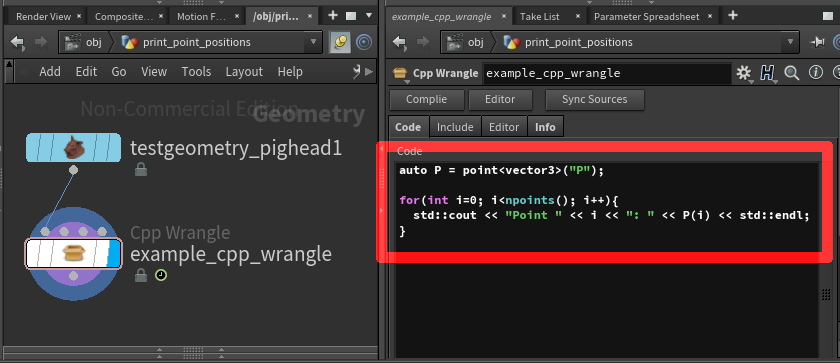 Render View
Composite...
Motion F...
/obj/pri...
obj
print_point_positions
Add Edit Go View Tools Layout Help
Non-Commercial Edition
Geometry
testgeometry_pighead1
Cpp Wrangle
example_cpp_wrangle
example_cpp_wrangle
Take List
Parameter Spreadsheet
obj
print_point_positions
Cpp Wrangle
example_cpp_wrangle
Complie
Editor
Sync Sources
Code
Include
Editor
Info
Code
auto P = point<vector3>("P");
for(int i=0; i<npoints(); i++){
std::cout << "Point " << i << ": " << P(i) << std::endl;
}